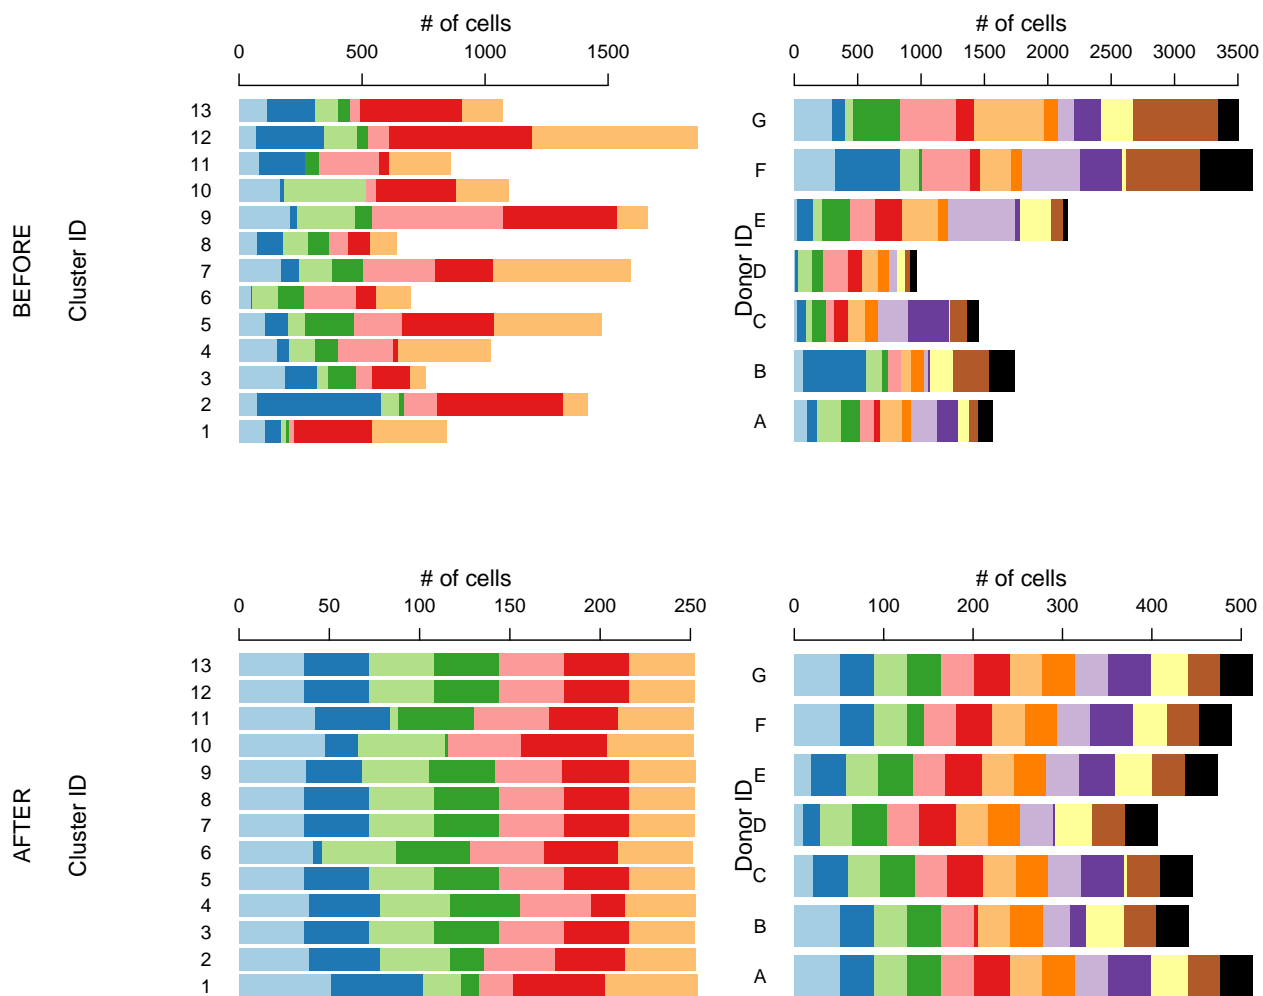 # of cells
0 500 1000 1500
BEFORE
Cluster ID
13
12
11
10
9
8
7
6
5
4
3
2
1
# of cells
0 500 1000 1500 2000 2500 3000 3500
Donor ID
G
F
E
D
C
B
A
# of cells
0 50 100 150 200 250
AFTER
Cluster ID
13
12
11
10
9
8
7
6
5
4
3
2
1
# of cells
0 100 200 300 400 500
Donor ID
G
F
E
D
C
B
A